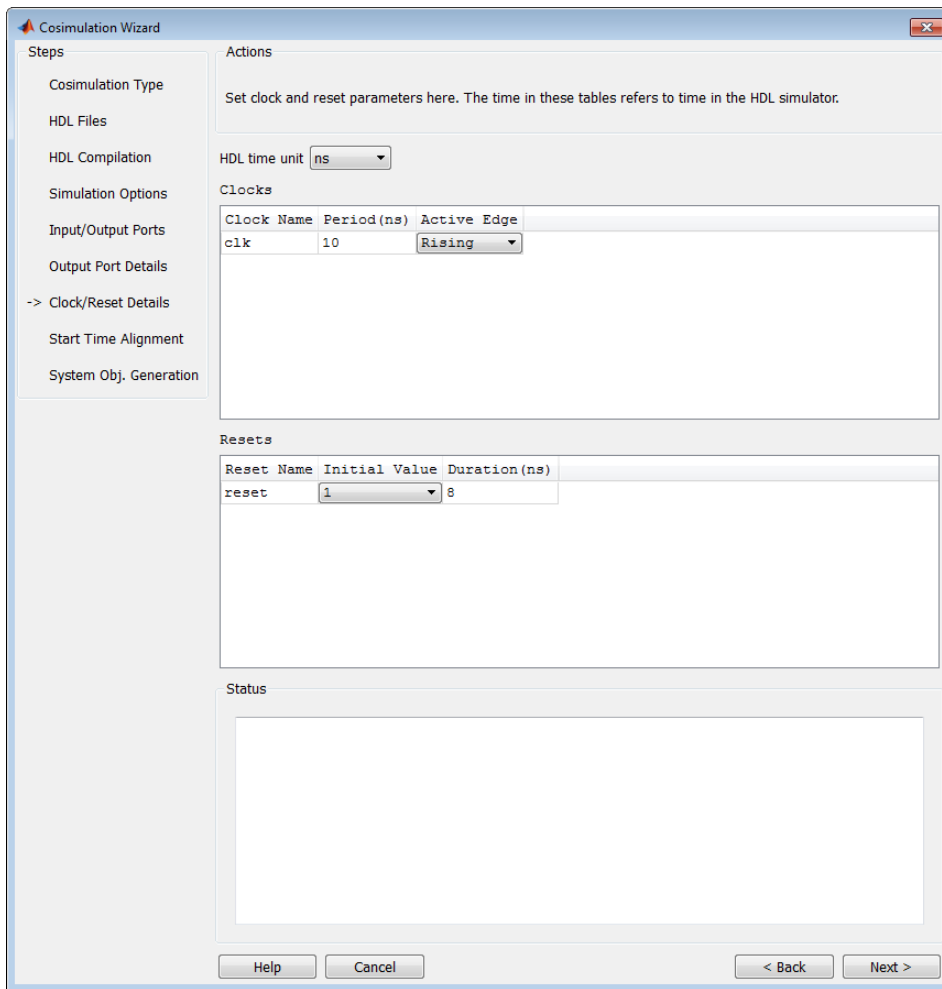 Cosimulation Wizard
Steps
Cosimulation Type
HDL Files
HDL Compilation
Simulation Options
Input/Output Ports
Output Port Details
-> Clock/Reset Details
Start Time Alignment
System Obj. Generation
Actions
Set clock and reset parameters here. The time in these tables refers to time in the HDL simulator.
HDL time unit ns
Clocks
Clock Name Period(ns) Active Edge
clk 10 Rising
Resets
Reset Name Initial Value Duration(ns)
reset 1 8
Status
Help Cancel < Back Next >